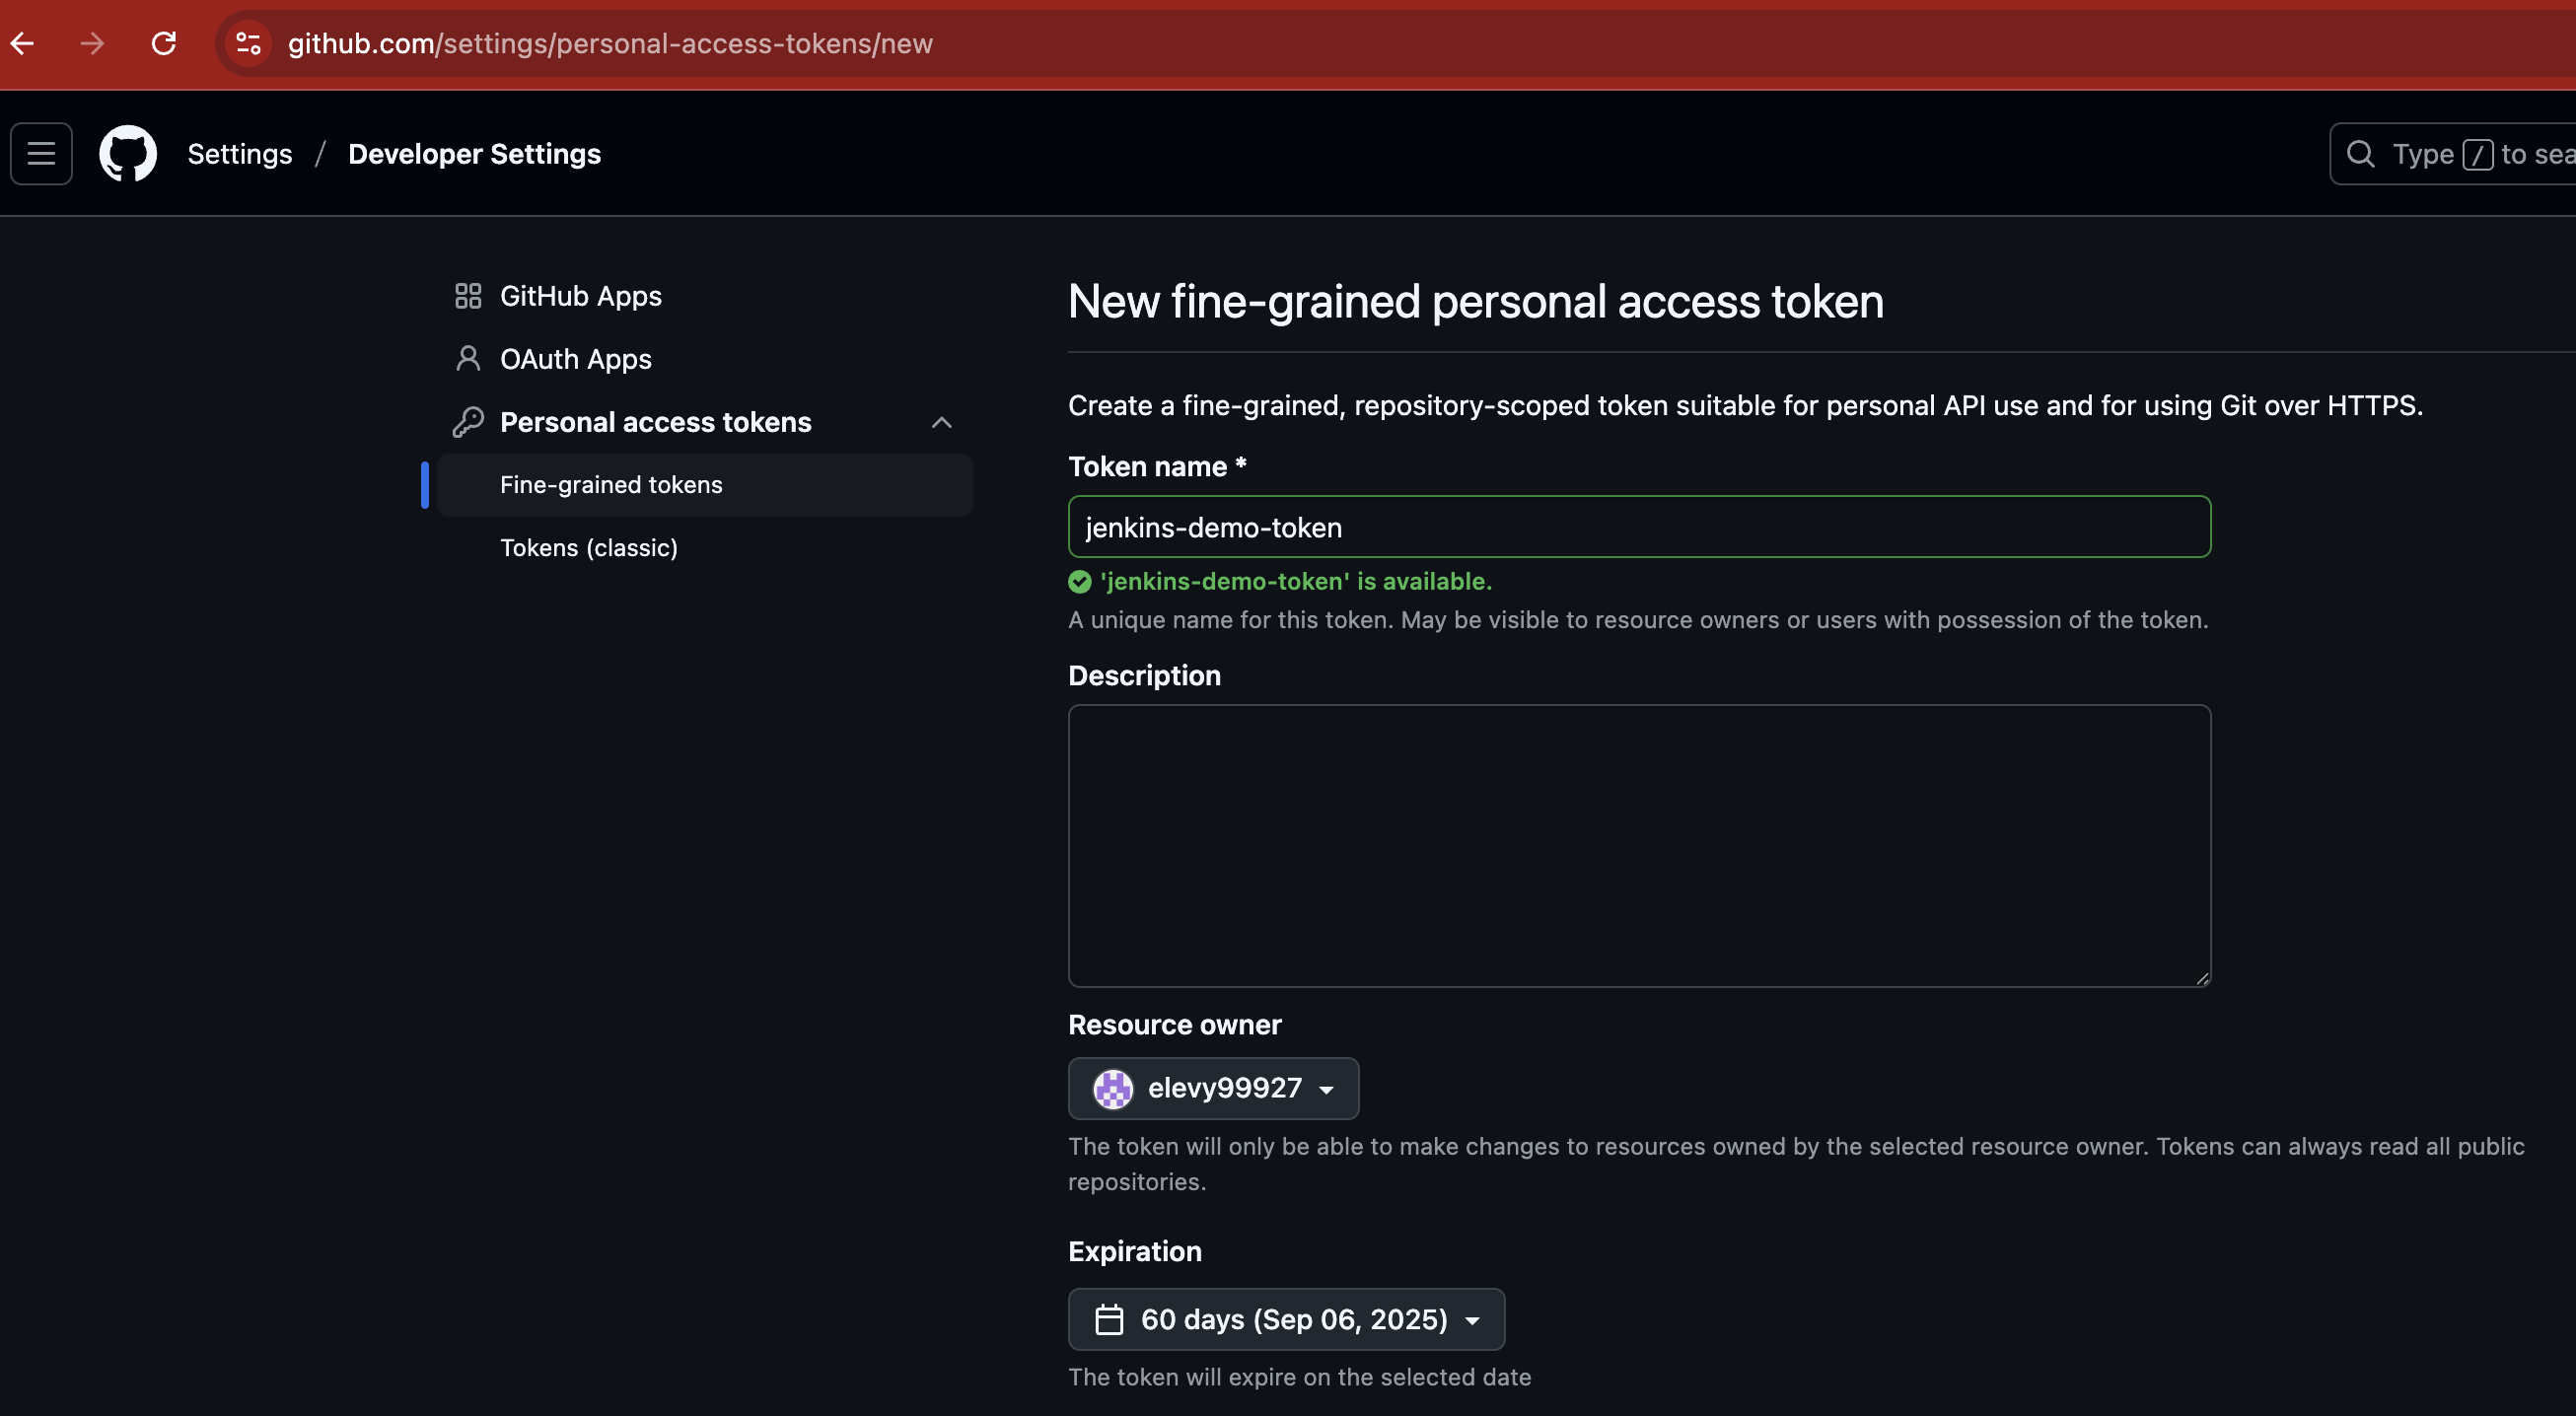 github.com/settings/personal-access-tokens/new
Settings / Developer Settings
Type / to sea
GitHub Apps
OAuth Apps
Personal access tokens
Fine-grained tokens
Tokens (classic)
New fine-grained personal access token
Create a fine-grained, repository-scoped token suitable for personal API use and for using Git over HTTPS.
Token name *
jenkins-demo-token
'jenkins-demo-token' is available.
A unique name for this token. May be visible to resource owners or users with possession of the token.
Description
Resource owner
elevy99927
The token will only be able to make changes to resources owned by the selected resource owner. Tokens can always read all public
repositories.
Expiration
60 days (Sep 06, 2025)
The token will expire on the selected date